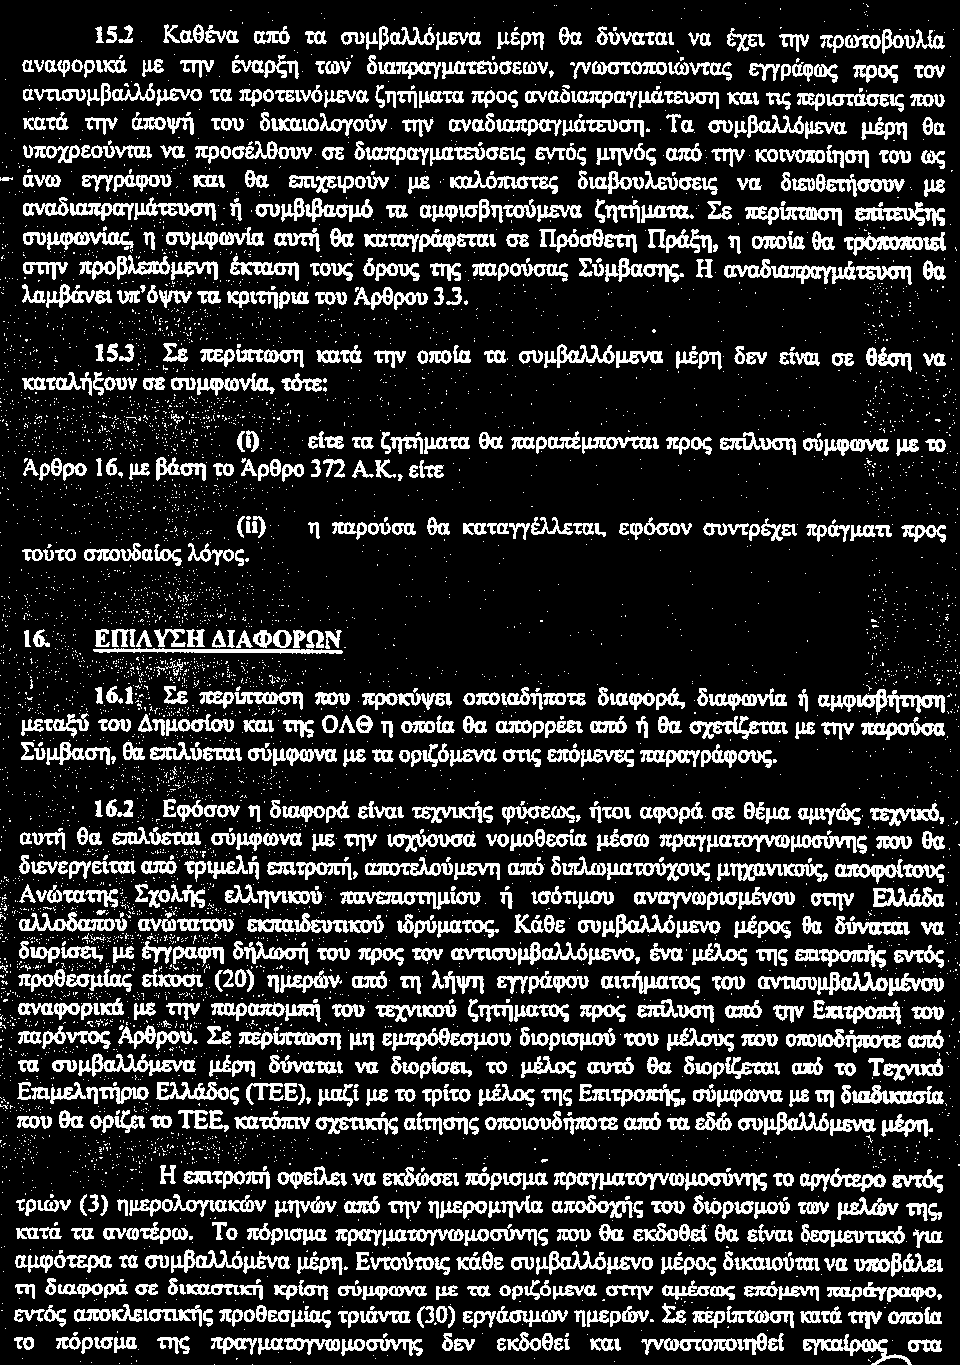 15.2 Καθένα από τα συμβαλλόμενα μέρη θα δύναται να έχει την πρωτοβουλία
αναφορικά με την έναρξη των διαπραγματεύσεων, γνωστοποιώντας εγγράφως προς τον
αντισυμβαλλόμενο τα προτεινόμενα ζητήματα προς αναδιαπραγμάτευση και τις περιστάσεις που
κατά την άποψή του δικαιολογούν την αναδιαπραγμάτευση. Τα συμβαλλόμενα μέρη θα
υποχρεούνται να προσέλθουν σε διαπραγματεύσεις εντός μηνός από την κοινοποίηση του ως
άνω εγγράφου και θα επιχειρούν με καλόπιστες διαβουλεύσεις να διευθετήσουν με
αναδιαπραγμάτευση ή συμβιβασμό τα αμφισβητούμενα ζητήματα. Σε περίπτωση επίτευξης
συμφωνίας, η συμφωνία αυτή θα καταγράφεται σε Πρόσθετη Πράξη, η οποία θα τροποποιεί
στην προβλεπόμενη έκταση τους όρους της παρούσας Σύμβασης. Η αναδιαπραγμάτευση θα
λαμβάνει υπ’όψιν τα κριτήρια του Άρθρου 3.3.
15.3 Σε περίπτωση κατά την οποία τα συμβαλλόμενα μέρη δεν είναι σε θέση να
καταλήξουν σε συμφωνία, τότε:
(i) είτε τα ζητήματα θα παραπέμπονται προς επίλυση σύμφωνα με το
Άρθρο 16, με βάση το Άρθρο 372 Α.Κ., είτε
(ii) η παρούσα θα καταγγέλλεται, εφόσον συντρέχει πράγματι προς
τούτο σπουδαίος λόγος.
16. ΕΠΙΛΥΣΗ ΔΙΑΦΟΡΩΝ
16.1 Σε περίπτωση που προκύψει οποιαδήποτε διαφορά, διαφωνία ή αμφισβήτηση
μεταξύ του Δημοσίου και της ΟΛΘ η οποία θα απορρέει από ή θα σχετίζεται με την παρούσα
Σύμβαση, θα επιλύεται σύμφωνα με τα οριζόμενα στις επόμενες παραγράφους.
16.2 Εφόσον η διαφορά είναι τεχνικής φύσεως, ήτοι αφορά σε θέμα αμιγώς τεχνικό,
αυτή θα επιλύεται σύμφωνα με την ισχύουσα νομοθεσία μέσω πραγματογνωμοσύνης που θα
διενεργείται από τριμελή επιτροπή, αποτελούμενη από διπλωματούχους μηχανικούς, αποφοίτους
Ανώτατης Σχολής ελληνικού πανεπιστημίου ή ισότιμου αναγνωρισμένου στην Ελλάδα
αλλοδαπού ανώτατου εκπαιδευτικού ιδρύματος. Κάθε συμβαλλόμενο μέρος θα δύναται να
διορίσει, με έγγραφη δήλωσή του προς τον αντισυμβαλλόμενο, ένα μέλος της επιτροπής εντός
προθεσμίας είκοσι (20) ημερών από τη λήψη εγγράφου αιτήματος του αντισυμβαλλομένου
αναφορικά με την παραπομπή του τεχνικού ζητήματος προς επίλυση από την Επιτροπή του
παρόντος Άρθρου. Σε περίπτωση μη εμπρόθεσμου διορισμού του μέλους που οποιοδήποτε από
τα συμβαλλόμενα μέρη δύναται να διορίσει, το μέλος αυτό θα διορίζεται από το Τεχνικό
Επιμελητήριο Ελλάδος (ΤΕΕ), μαζί με το τρίτο μέλος της Επιτροπής, σύμφωνα με τη διαδικασία
που θα ορίζει το ΤΕΕ, κατόπιν σχετικής αίτησης οποιουδήποτε από τα εδώ συμβαλλόμενα μέρη.
Η επιτροπή οφείλει να εκδώσει πόρισμα πραγματογνωμοσύνης το αργότερο εντός
τριών (3) ημερολογιακών μηνών από την ημερομηνία αποδοχής του διορισμού των μελών της,
κατά τα ανωτέρω. Το πόρισμα πραγματογνωμοσύνης που θα εκδοθεί θα είναι δεσμευτικό για
αμφότερα τα συμβαλλόμενα μέρη. Εντούτοις κάθε συμβαλλόμενο μέρος δικαιούται να υποβάλει
τη διαφορά σε δικαστική κρίση σύμφωνα με τα οριζόμενα στην αμέσως επόμενη παράγραφο,
εντός αποκλειστικής προθεσμίας τριάντα (30) εργάσιμων ημερών. Σε περίπτωση κατά την οποία
το πόρισμα της πραγματογνωμοσύνης δεν εκδοθεί και γνωστοποιηθεί εγκαίρως στα